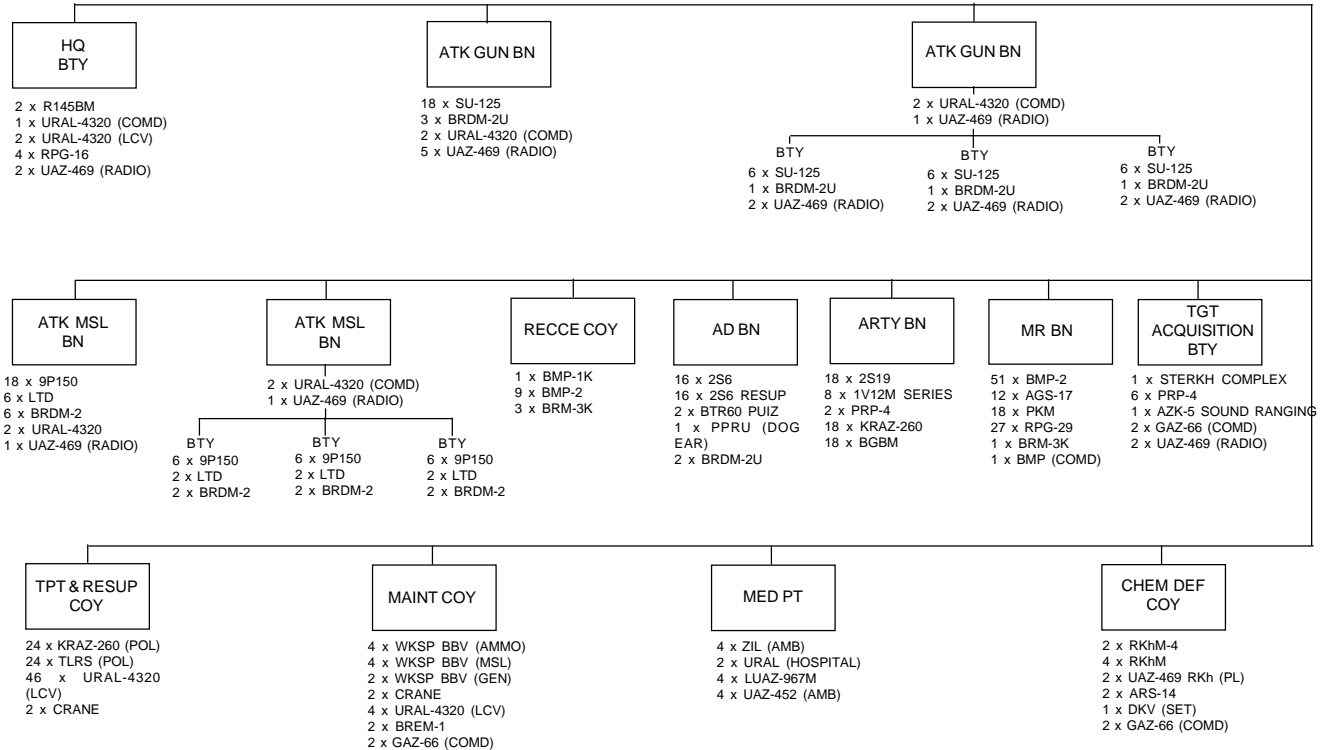 HQ
BTY
2 x R145BM
1 x URAL-4320 (COMD)
2 x URAL-4320 (LCV)
4 x RPG-16
2 x UAZ-469 (RADIO)
ATK GUN BN
18 x SU-125
3 x BRDM-2U
2 x URAL-4320 (COMD)
5 x UAZ-469 (RADIO)
ATK GUN BN
2 x URAL-4320 (COMD)
1 x UAZ-469 (RADIO)
BTY
6 x SU-125
1 x BRDM-2U
2 x UAZ-469 (RADIO)
BTY
6 x SU-125
1 x BRDM-2U
2 x UAZ-469 (RADIO)
BTY
6 x SU-125
1 x BRDM-2U
2 x UAZ-469 (RADIO)
ATK MSL
BN
18 x 9P150
6 x LTD
6 x BRDM-2
2 x URAL-4320
1 x UAZ-469 (RADIO)
ATK MSL
BN
2 x URAL-4320 (COMD)
1 x UAZ-469 (RADIO)
BTY
6 x 9P150
2 x LTD
2 x BRDM-2
BTY
6 x 9P150
2 x LTD
2 x BRDM-2
BTY
6 x 9P150
2 x LTD
2 x BRDM-2
RECCE COY
1 x BMP-1K
9 x BMP-2
3 x BRM-3K
AD BN
16 x 2S6
16 x 2S6 RESUP
2 x BTR60 PUIZ
1 x PPRU (DOG
EAR)
2 x BRDM-2U
ARTY BN
18 x 2S19
8 x 1V12M SERIES
2 x PRP-4
18 x KRAZ-260
18 x BGBM
MR BN
51 x BMP-2
12 x AGS-17
18 x PKM
27 x RPG-29
1 x BRM-3K
1 x BMP (COMD)
TGT
ACQUISITION
BTY
1 x STERKH COMPLEX
6 x PRP-4
1 x AZK-5 SOUND RANGING
2 x GAZ-66 (COMD)
2 x UAZ-469 (RADIO)
TPT & RESUP
COY
24 x KRAZ-260 (POL)
24 x TLRS (POL)
46 x URAL-4320
(LCV)
2 x CRANE
MAINT COY
4 x WKSP BBV (AMMO)
4 x WKSP BBV (MSL)
2 x WKSP BBV (GEN)
2 x CRANE
4 x URAL-4320 (LCV)
2 x BREM-1
2 x GAZ-66 (COMD)
MED PT
4 x ZIL (AMB)
2 x URAL (HOSPITAL)
4 x LUAZ-967M
4 x UAZ-452 (AMB)
CHEM DEF
COY
2 x RKhM-4
4 x RKhM
2 x UAZ-469 RKh (PL)
2 x ARS-14
1 x DKV (SET)
2 x GAZ-66 (COMD)